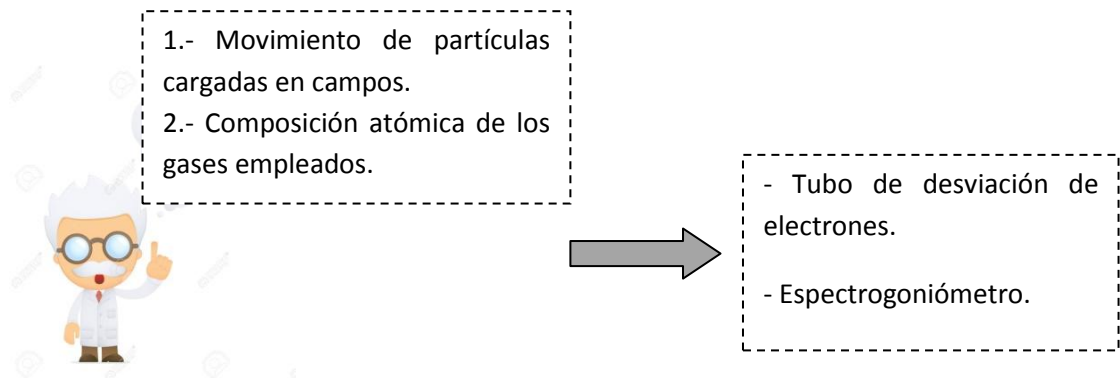 1.- Movimiento de partículas
cargadas en campos.
2.- Composición atómica de los
gases empleados.
- Tubo de desviación de
electrones.
- Espectrogoniómetro.